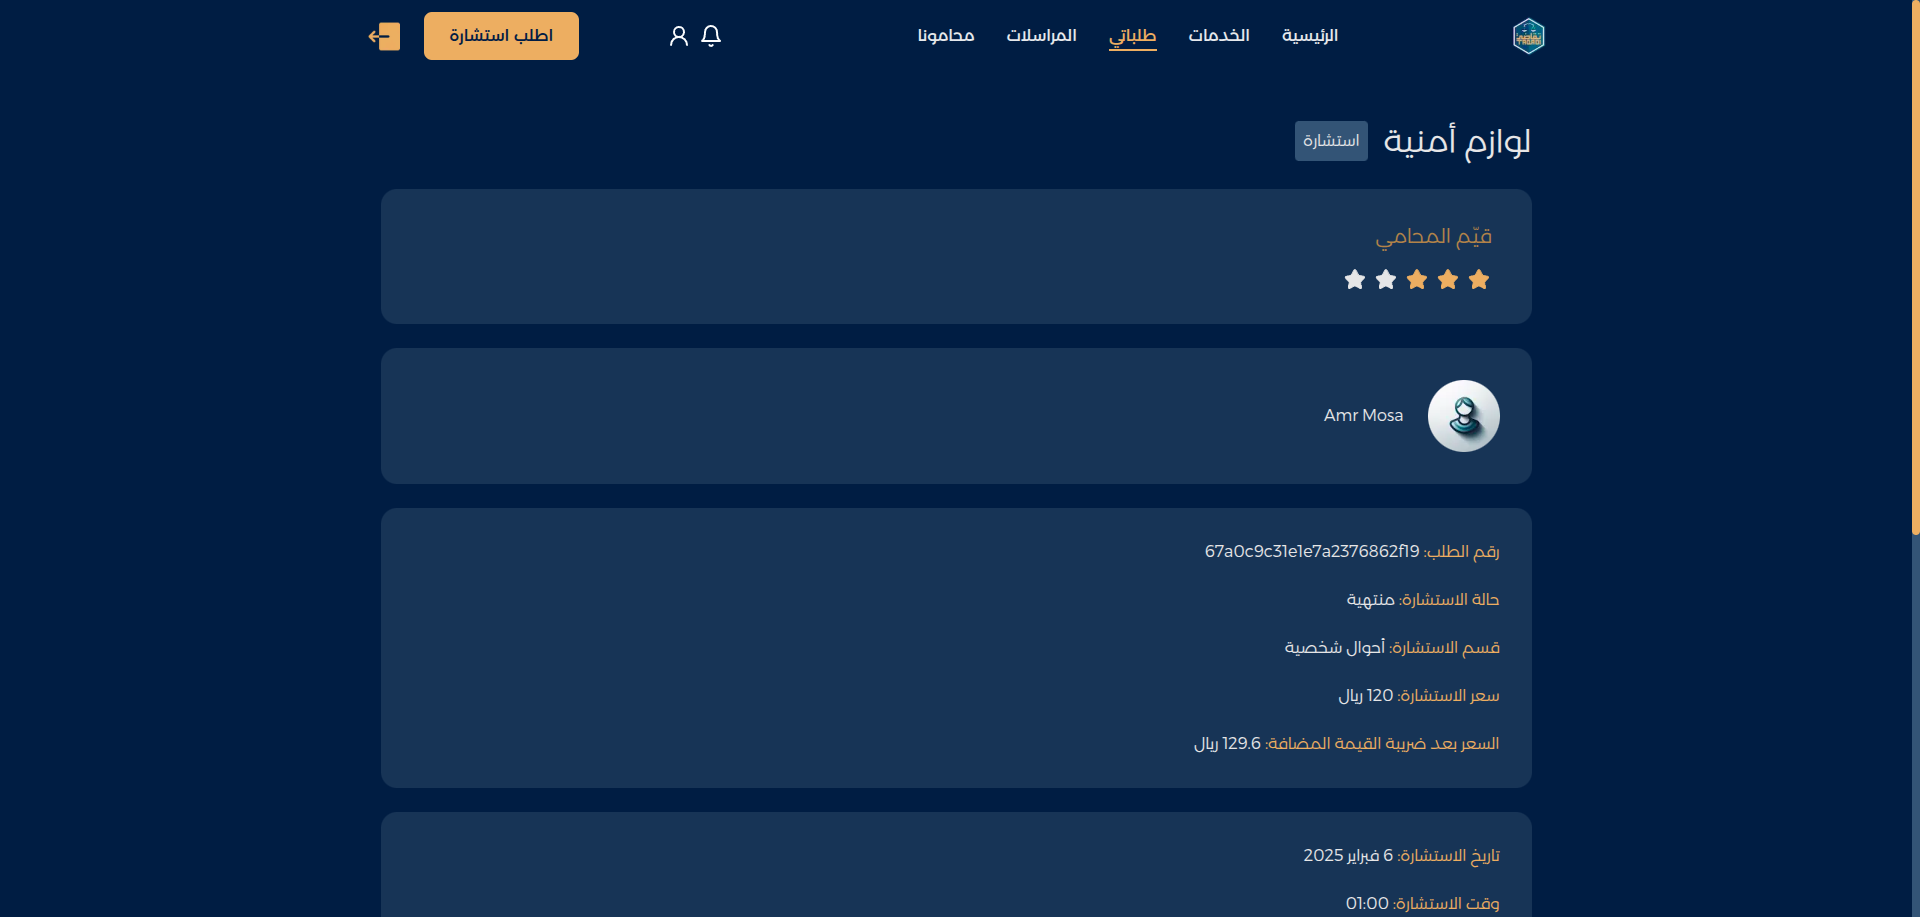 الرئيسية
الخدمات
طلباتي
المراسلات
محامونا
اطلب استشارة
لوازم أمنية
استشارة
قيّم المحامي
Amr Mosa
رقم الطلب: 67a0c9c31e1e7a2376862f19
حالة الاستشارة: منتهية
قسم الاستشارة: أحوال شخصية
سعر الاستشارة: 120 ريال
السعر بعد ضريبة القيمة المضافة: 129.6 ريال
تاريخ الاستشارة: 6 فبراير 2025
وقت الاستشارة: 01:00